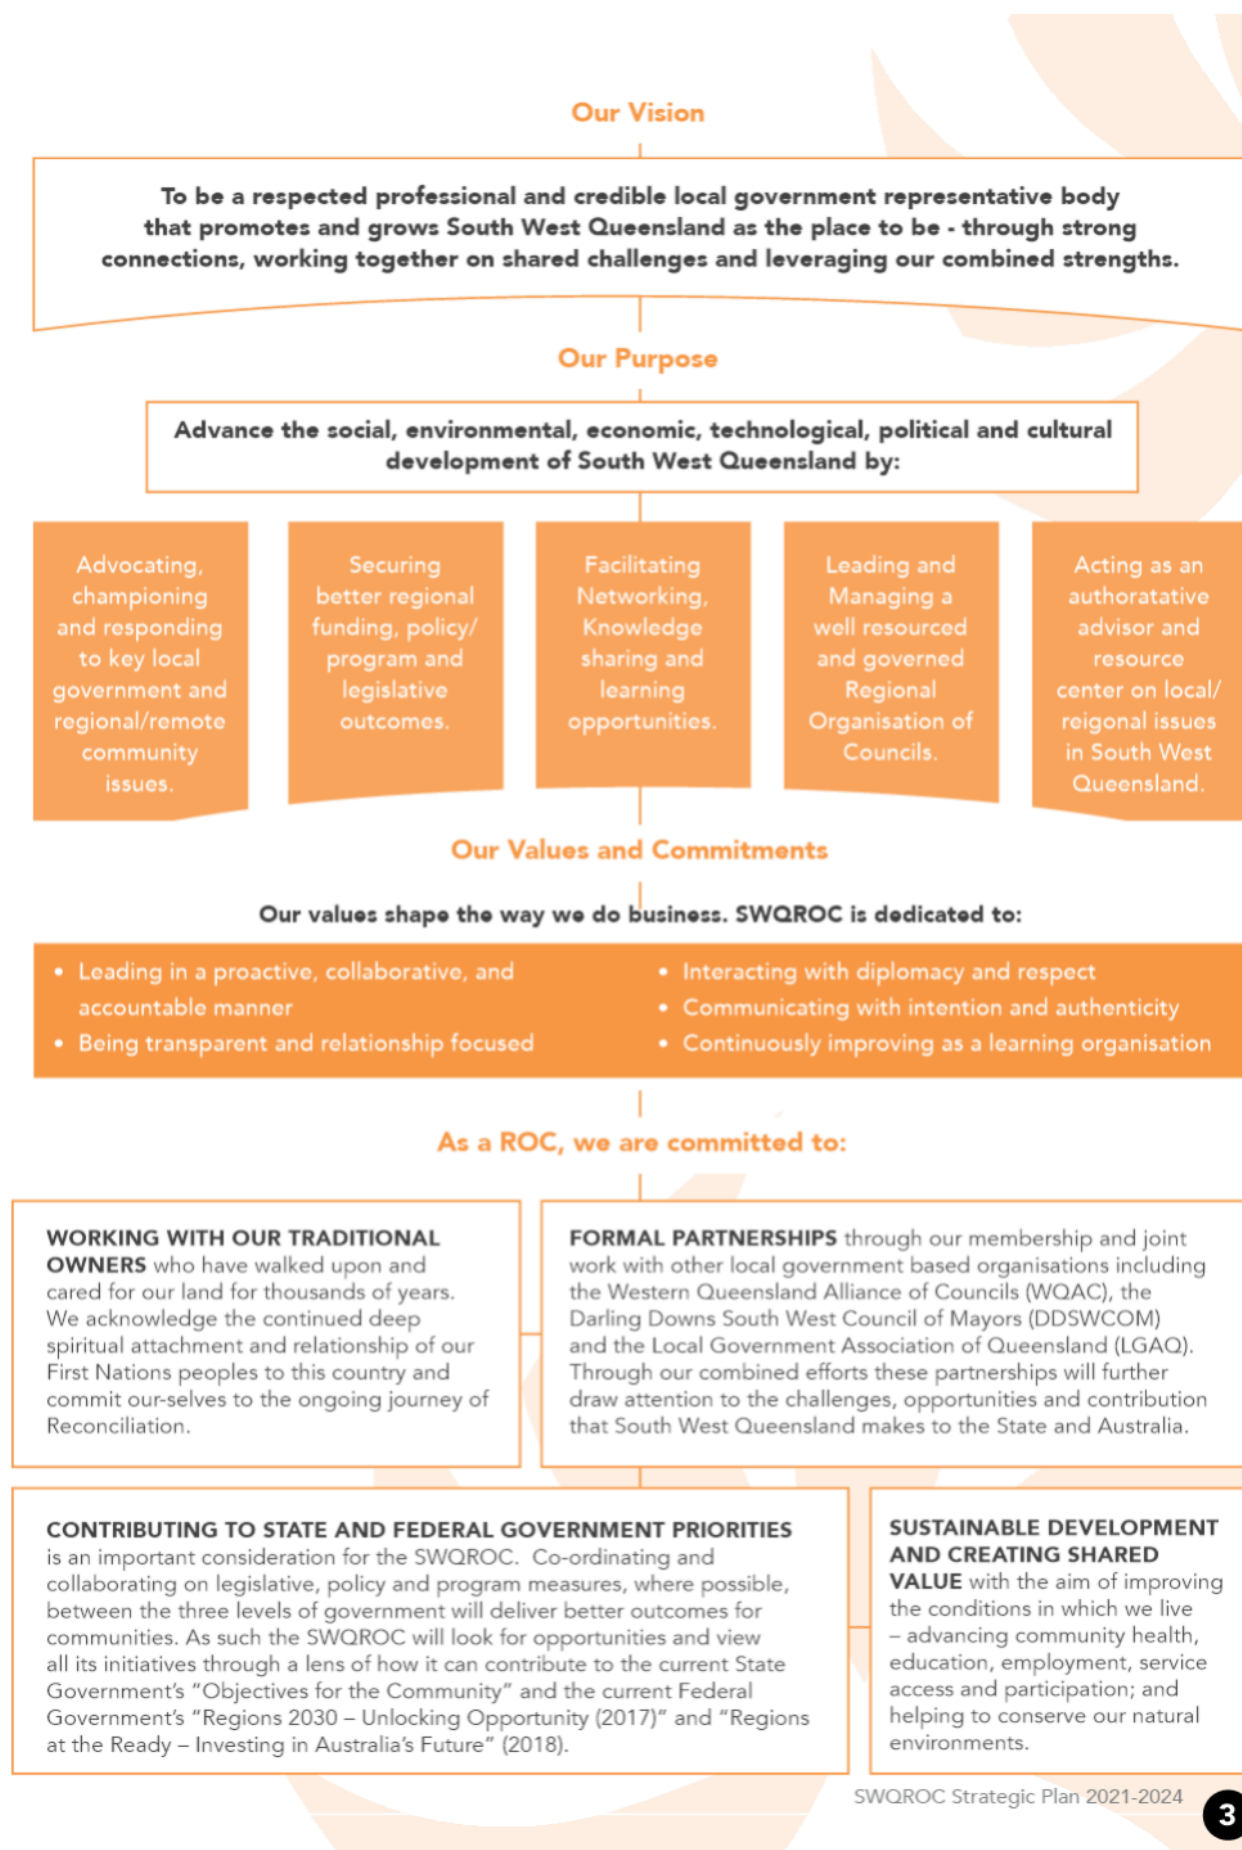 Our Vision
To be a respected professional and credible local government representative body
that promotes and grows South West Queensland as the place to be - through strong
connections, working together on shared challenges and leveraging our combined strengths.
Our Purpose
Advance the social, environmental, economic, technological, political and cultural
development of South West Queensland by:
Advocating,
championing
and responding
to key local
government and
regional/remote
community
issues.
Securing
better regional
funding, policy/
program and
legislative
outcomes.
Facilitating
Networking,
Knowledge
sharing and
learning
opportunities.
Leading and
Managing a
well resourced
and governed
Regional
Organisation of
Councils.
Acting as an
authoratative
advisor and
resource
center on local/
reigonal issues
in South West
Queensland.
Our Values and Commitments
Our values shape the way we do business. SWQROC is dedicated to:
• Leading in a proactive, collaborative, and
accountable manner
• Being transparent and relationship focused
• Interacting with diplomacy and respect
• Communicating with intention and authenticity
• Continuously improving as a learning organisation
As a ROC, we are committed to:
WORKING WITH OUR TRADITIONAL
OWNERS who have walked upon and
cared for our land for thousands of years.
We acknowledge the continued deep
spiritual attachment and relationship of our
First Nations peoples to this country and
commit our-selves to the ongoing journey of
Reconciliation.
FORMAL PARTNERSHIPS through our membership and joint
work with other local government based organisations including
the Western Queensland Alliance of Councils (WQAC), the
Darling Downs South West Council of Mayors (DDSWCOM)
and the Local Government Association of Queensland (LGAQ).
Through our combined efforts these partnerships will further
draw attention to the challenges, opportunities and contribution
that South West Queensland makes to the State and Australia.
CONTRIBUTING TO STATE AND FEDERAL GOVERNMENT PRIORITIES
is an important consideration for the SWQROC.  Co-ordinating and
collaborating on legislative, policy and program measures, where possible,
between the three levels of government will deliver better outcomes for
communities. As such the SWQROC will look for opportunities and view
all its initiatives through a lens of how it can contribute to the current State
Government's "Objectives for the Community" and the current Federal
Government's "Regions 2030 – Unlocking Opportunity (2017)" and "Regions
at the Ready – Investing in Australia's Future" (2018).
SUSTAINABLE DEVELOPMENT
AND CREATING SHARED
VALUE with the aim of improving
the conditions in which we live
– advancing community health,
education, employment, service
access and participation; and
helping to conserve our natural
environments.
SWQROC Strategic Plan 2021-2024
3